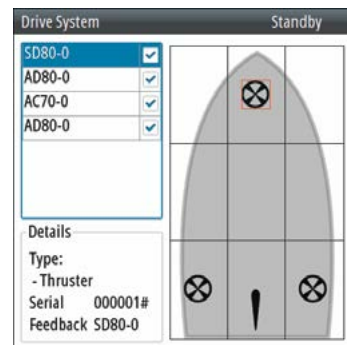 Drive System Standby
SD80-0
AD80-0
AC70-0
AD80-0
Details
Type:
- Thruster
Serial 000001#
Feedback SD80-0